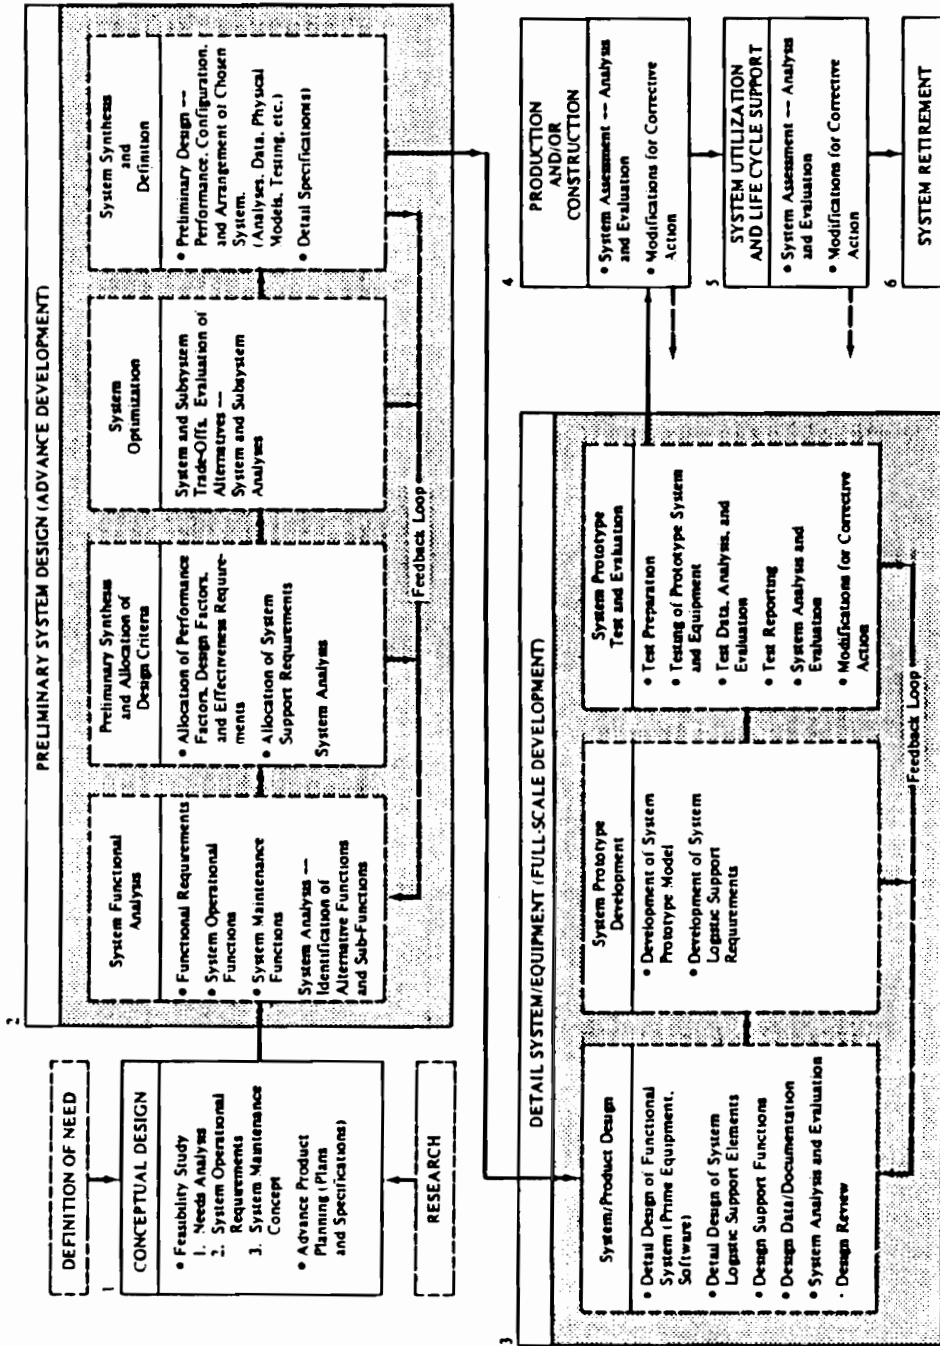 DEFINITION OF NEED
1
CONCEPTUAL DESIGN
• Feasibility Study
1. Needs Analysis
2. System Operational
Requirements
3. System Maintenance
Concept
• Advance Product
Planning (Plans
and Specifications)
RESEARCH
2
PRELIMINARY SYSTEM DESIGN (ADVANCE DEVELOPMENT)
System Functional
Analysis
• Functional Requirements
• System Operational
Functions
• System Maintenance
Functions
System Analysis --
Identification of
Alternative Functions
and Sub-Functions
Preliminary Synthesis
and Allocation of
Design Criteria
• Allocation of Performance
Factors, Design Factors,
and Effectiveness Require-
ments
• Allocation of System
Support Requirements
System Analysis
System
Optimization
System and Subsystem
Trade-Offs. Evaluation of
Alternatives --
System and Subsystem
Analyses
System Synthesis
and
Definition
• Preliminary Design --
Performance, Configuration,
and Arrangement of Chosen
System.
(Analyses, Data, Physical
Models, Testing, etc.)
• Detail Specification(s)
Feedback Loop
3
DETAIL SYSTEM/EQUIPMENT (FULL-SCALE DEVELOPMENT)
System/Product Design
• Detail Design of Functional
System (Prime Equipment,
Software)
• Detail Design of System
Logistic Support Elements
• Design Support Functions
• Design Data/Documentation
• System Analysis and Evaluation
· Design Review
System Prototype
Development
• Development of System
Prototype Model
• Development of System
Logistic Support
Requirements
System Prototype
Test and Evaluation
• Test Preparation
• Testing of Prototype System
and Equipment
• Test Data, Analysis, and
Evaluation
• Test Reporting
• System Analysis and
Evaluation
• Modifications for Corrective
Action
Feedback Loop
4
PRODUCTION
AND/OR
CONSTRUCTION
• System Assessment -- Analysis
and Evaluation
• Modifications for Corrective
Action
5
SYSTEM UTILIZATION
AND LIFE CYCLE SUPPORT
• System Assessment -- Analysis
and Evaluation
• Modifications for Corrective
Action
6
SYSTEM RETIREMENT